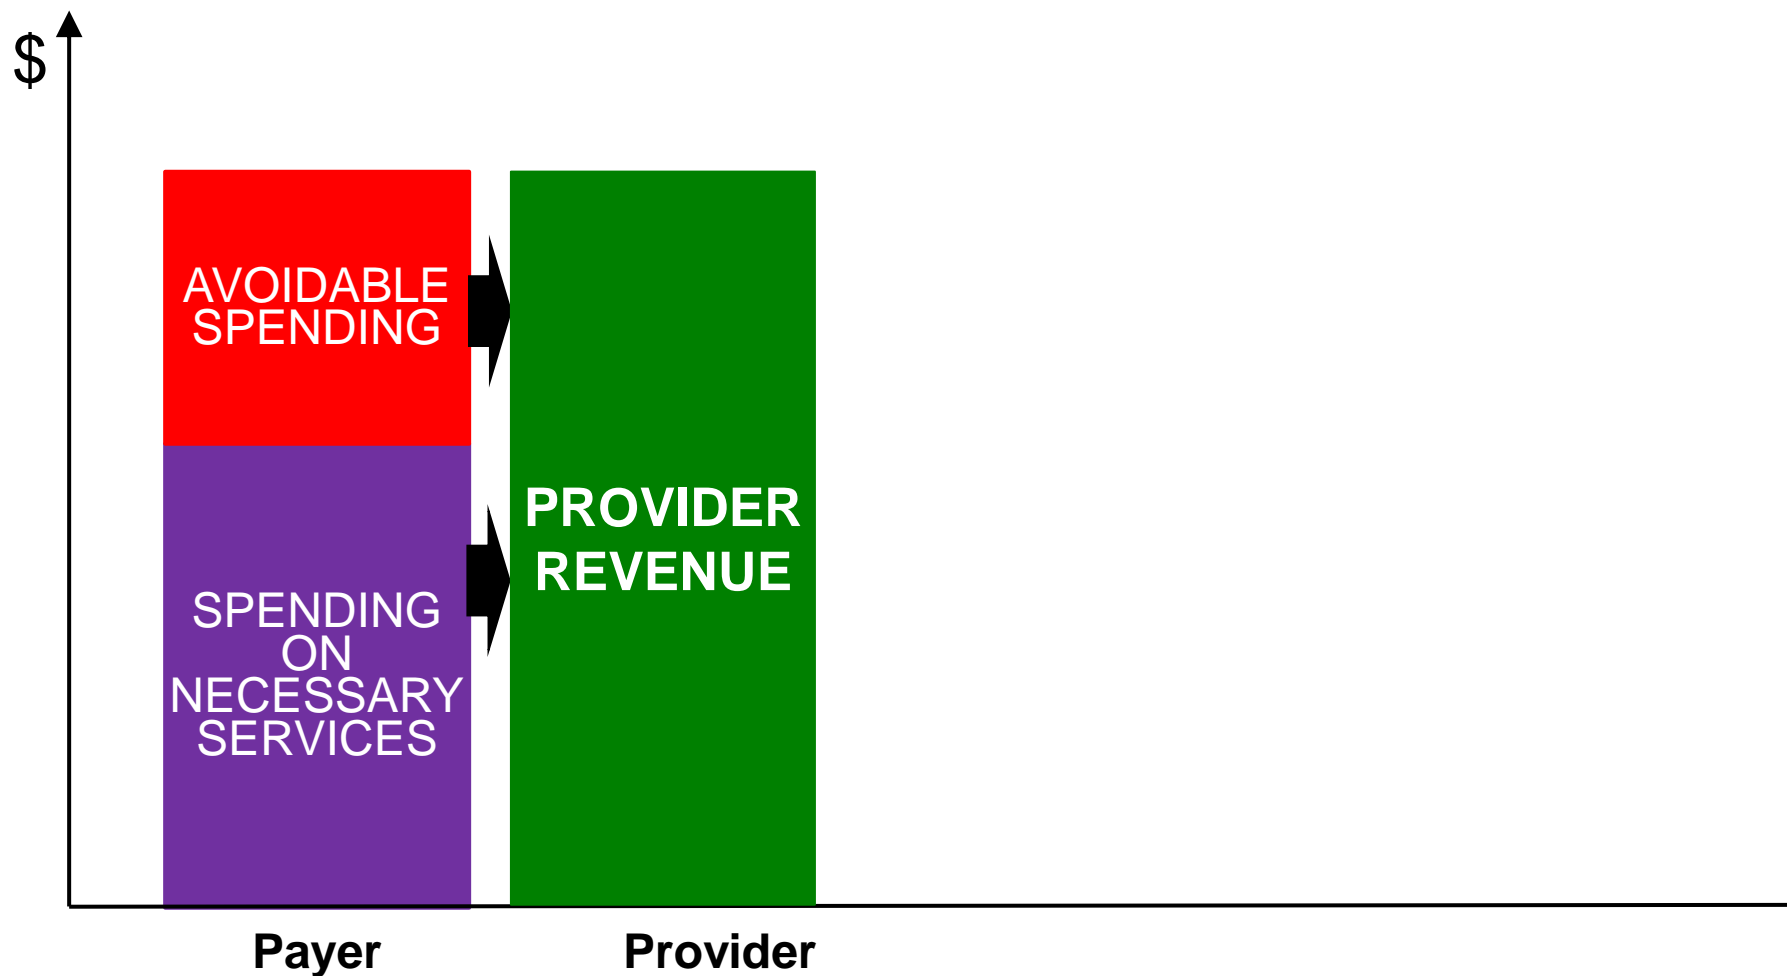 $
AVOIDABLE
SPENDING
SPENDING
ON
NECESSARY
SERVICES
PROVIDER
REVENUE
Payer
Provider